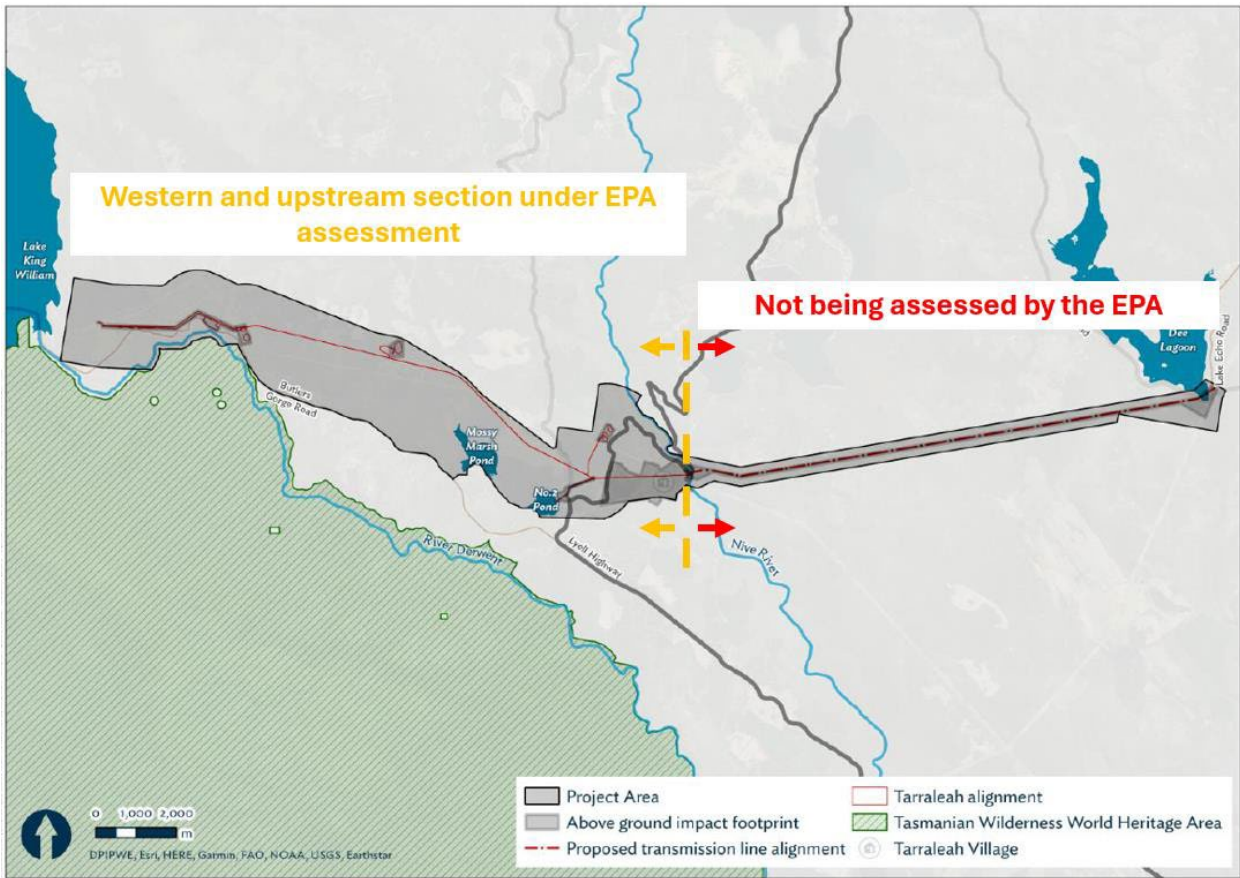 Western and upstream section under EPA
assessment
Not being assessed by the EPA
Lake
King
William
Dee
Lagoon
Lake Echo Road
Butlers
Gorge Road
Mossy
Marsh
Pond
No.2
Pond
River Derwent
Lyell Highway
Nive River
0 1,000 2,000
m
DPIPWE, Esri, HERE, Garmin, FAO, NOAA, USGS, Earthstar
Project Area
Above ground impact footprint
Proposed transmission line alignment
Tarraleah alignment
Tasmanian Wilderness World Heritage Area
Tarraleah Village